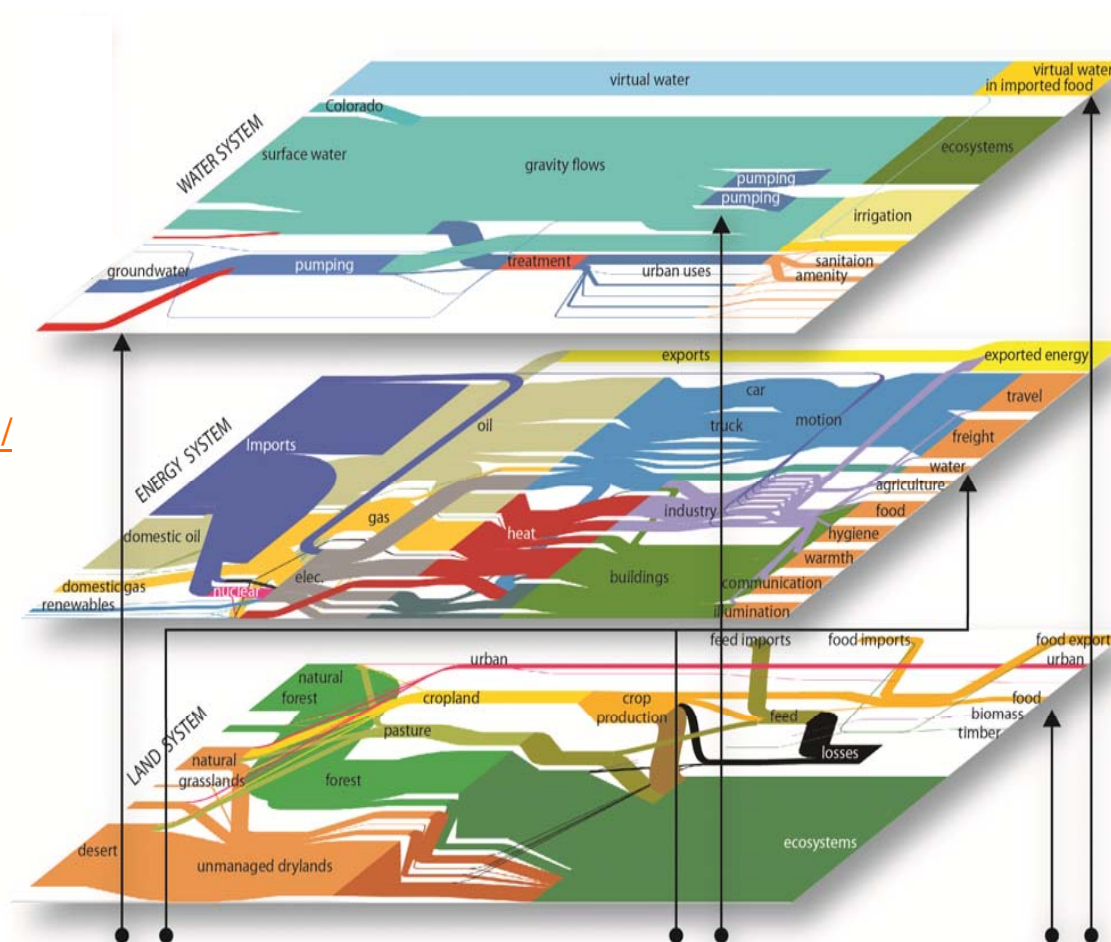 virtual water
virtual water
in imported food
Colorado
WATER SYSTEM
surface water
gravity flows
ecosystems
pumping
pumping
irrigation
groundwater
pumping
treatment
urban uses
sanitaion
amenity
exports
exported energy
/
ENERGY SYSTEM
Imports
oil
car
truck
motion
travel
freight
water
agriculture
domestic oil
gas
heat
industry
food
hygiene
warmth
domestic gas
renewables
nuclear
elec.
buildings
communication
illumination
feed imports
food imports
food export
LAND SYSTEM
urban
urban
natural
forest
cropland
crop
production
food
biomass
timber
pasture
feed
losses
natural
grasslands
forest
desert
unmanaged drylands
ecosystems